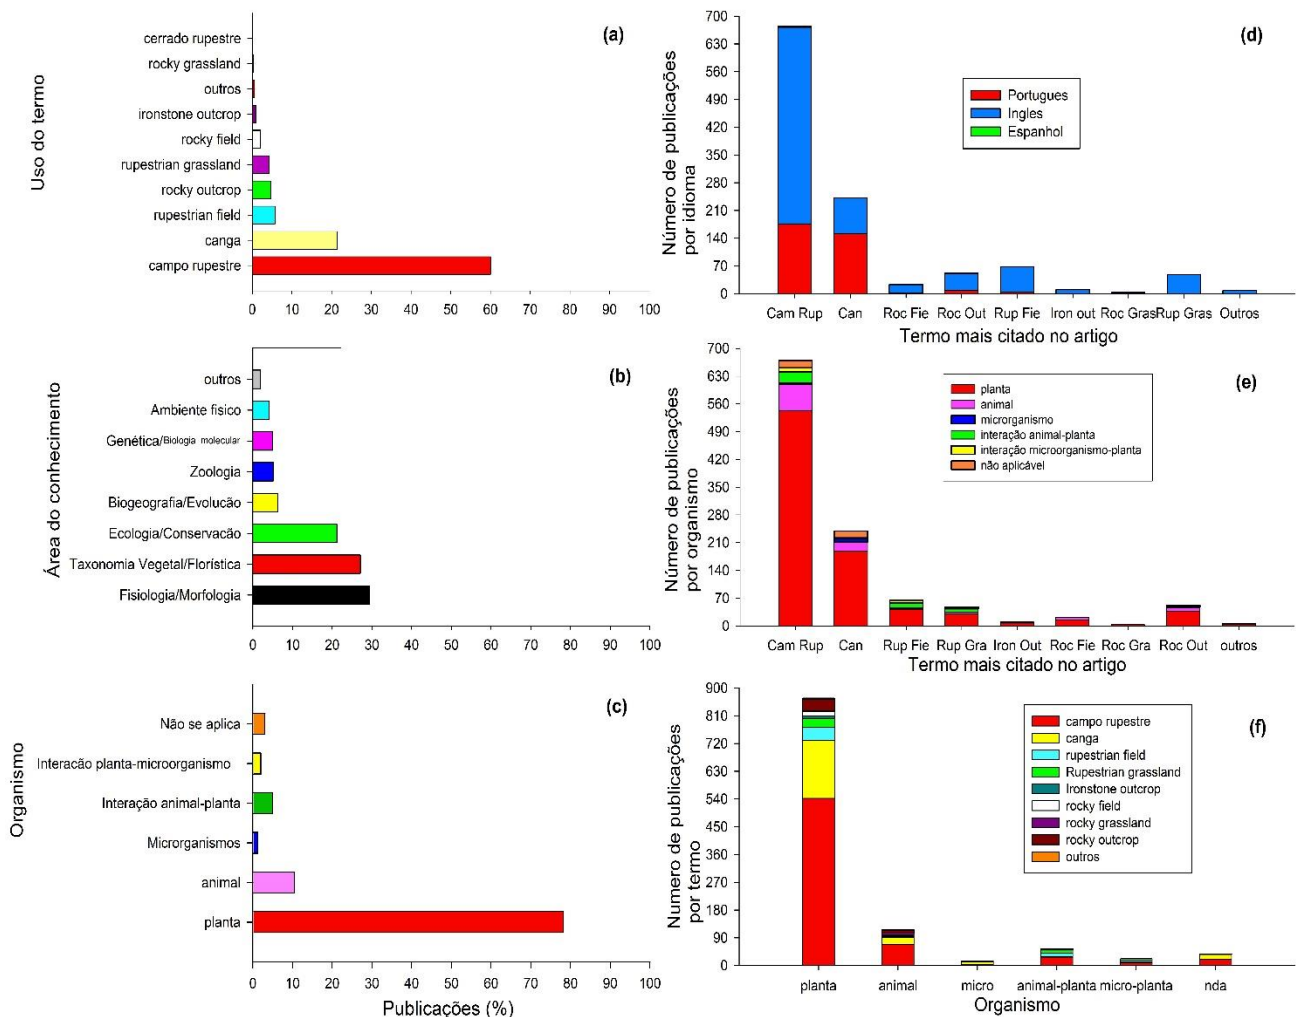 (a)
Uso do termo
cerrado rupestre
rocky grassland
outros
ironstone outcrop
rocky field
rupestrian grassland
rocky outcrop
rupestrian field
canga
campo rupestre
0 10 20 30 40 50 60 70 80 90 100
(b)
Área do conhecimento
outros
Ambiente fisico
Genética/Biologia molecular
Zoologia
Biogeografia/Evolucão
Ecologia/Conservacão
Taxonomia Vegetal/Florística
Fisiologia/Morfologia
0 10 20 30 40 50 60 70 80 90 100
(c)
Organismo
Não se aplica
Interacão planta-microorganismo
Interação animal-planta
Microrganismos
animal
planta
0 10 20 30 40 50 60 70 80 90 100
Publicações (%)
(d)
Número de publicações
por idioma
700
630
560
490
420
350
280
210
140
70
0
Portugues
Ingles
Espanhol
Cam Rup Can Roc Fie Roc Out Rup Fie Iron out Roc Gras Rup Gras Outros
Termo mais citado no artigo
(e)
Número de publicações
por organismo
700
630
560
490
420
350
280
210
140
70
0
planta
animal
microrganismo
interação animal-planta
interação microorganismo-planta
não aplicável
Cam Rup Can Rup Fie Rup Gra Iron Out Roc Fie Roc Gra Roc Out outros
Termo mais citado no artigo
(f)
Numero de publicações
por termo
900
810
720
630
540
450
360
270
180
90
0
campo rupestre
canga
rupestrian field
Rupestrian grassland
Ironstone outcrop
rocky field
rocky grassland
rocky outcrop
outros
planta animal micro animal-planta micro-planta nda
Organismo